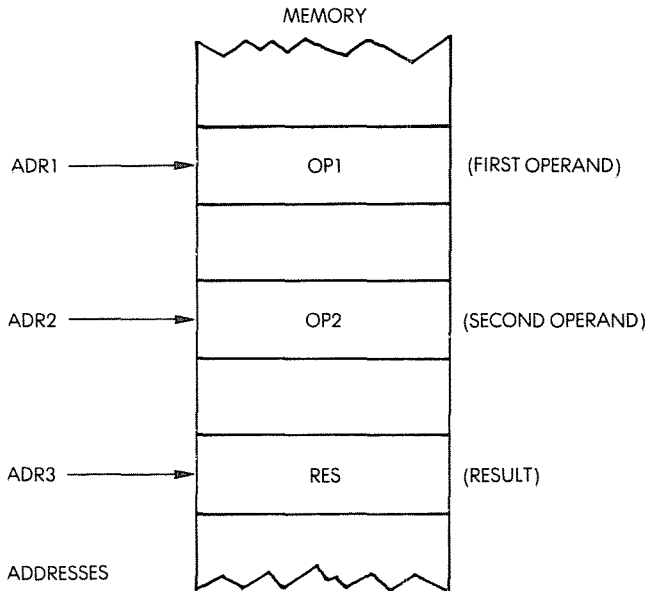 MEMORY
ADR1 OP1 (FIRST OPERAND)
ADR2 OP2 (SECOND OPERAND)
ADR3 RES (RESULT)
ADDRESSES